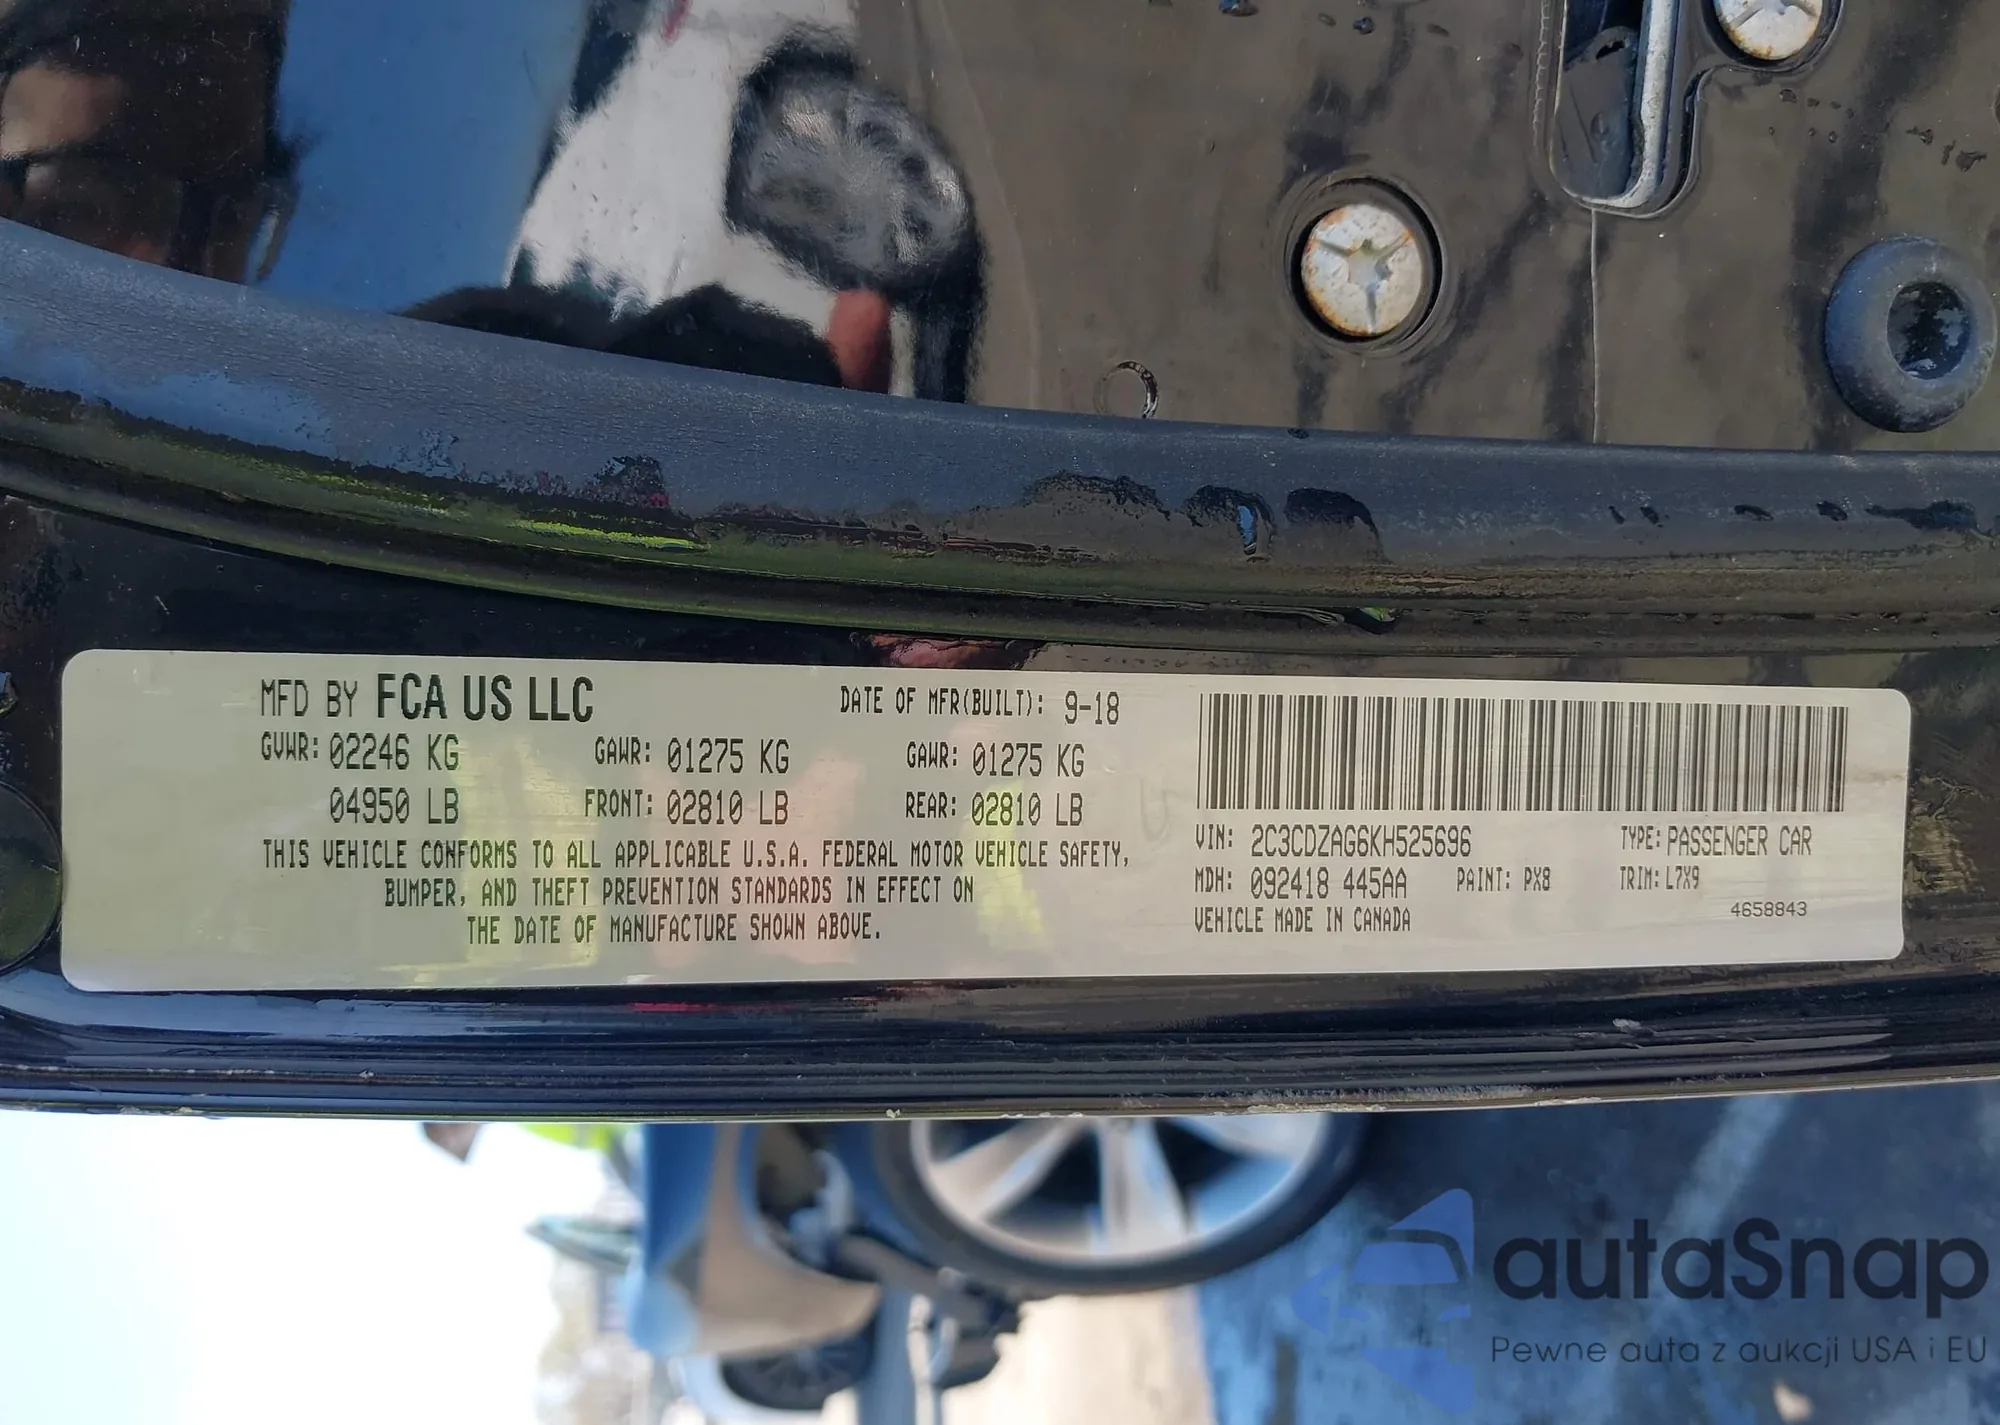 MFD BY FCA US LLC DATE OF MFR(BUILT): 9-18
GVWR: 02246 KG GAWR: 01275 KG GAWR: 01275 KG
04950 LB FRONT: 02810 LB REAR: 02810 LB
THIS VEHICLE CONFORMS TO ALL APPLICABLE U.S.A. FEDERAL MOTOR VEHICLE SAFETY,
BUMPER, AND THEFT PREVENTION STANDARDS IN EFFECT ON
THE DATE OF MANUFACTURE SHOWN ABOVE.
VIN: 2C3CDZAG6KH525696 TYPE: PASSENGER CAR
MDH: 092418 445AA PAINT: PX8 TRIM: L7X9
VEHICLE MADE IN CANADA
4658843
autaSnap
Pewne auta z aukcji USA i EU